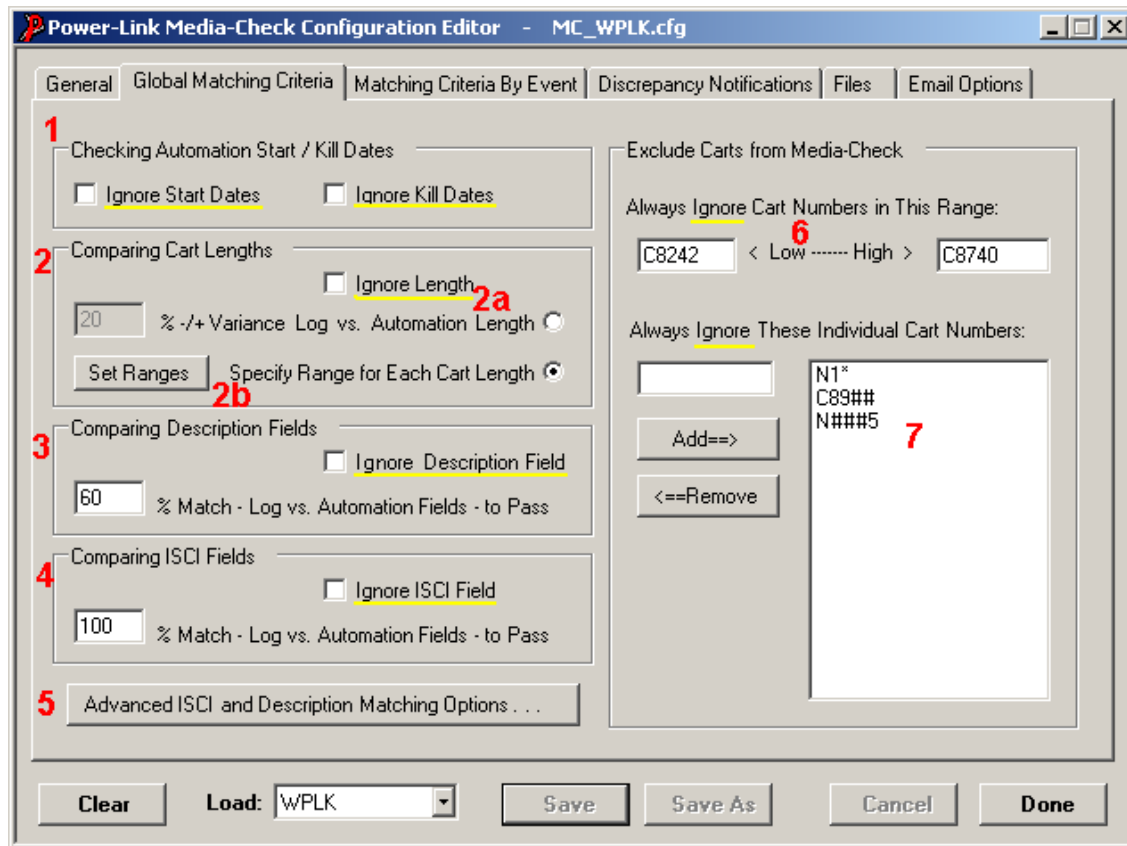 Power-Link Media-Check Configuration Editor - MC_WPLK.cfg
General
Global Matching Criteria
Matching Criteria By Event
Discrepancy Notifications
Files
Email Options
1
Checking Automation Start / Kill Dates
Ignore Start Dates
Ignore Kill Dates
2
Comparing Cart Lengths
Ignore Length
2a
20 % -/+ Variance Log vs. Automation Length
Set Ranges
Specify Range for Each Cart Length
2b
3
Comparing Description Fields
Ignore Description Field
60 % Match - Log vs. Automation Fields - to Pass
4
Comparing ISCI Fields
Ignore ISCI Field
100 % Match - Log vs. Automation Fields - to Pass
5
Advanced ISCI and Description Matching Options . . .
Exclude Carts from Media-Check
Always Ignore Cart Numbers in This Range:
6
C8242 < Low ------- High > C8740
Always Ignore These Individual Cart Numbers:
N1*
C89##
N###5
7
Add==>
<==Remove
Clear
Load: WPLK
Save
Save As
Cancel
Done